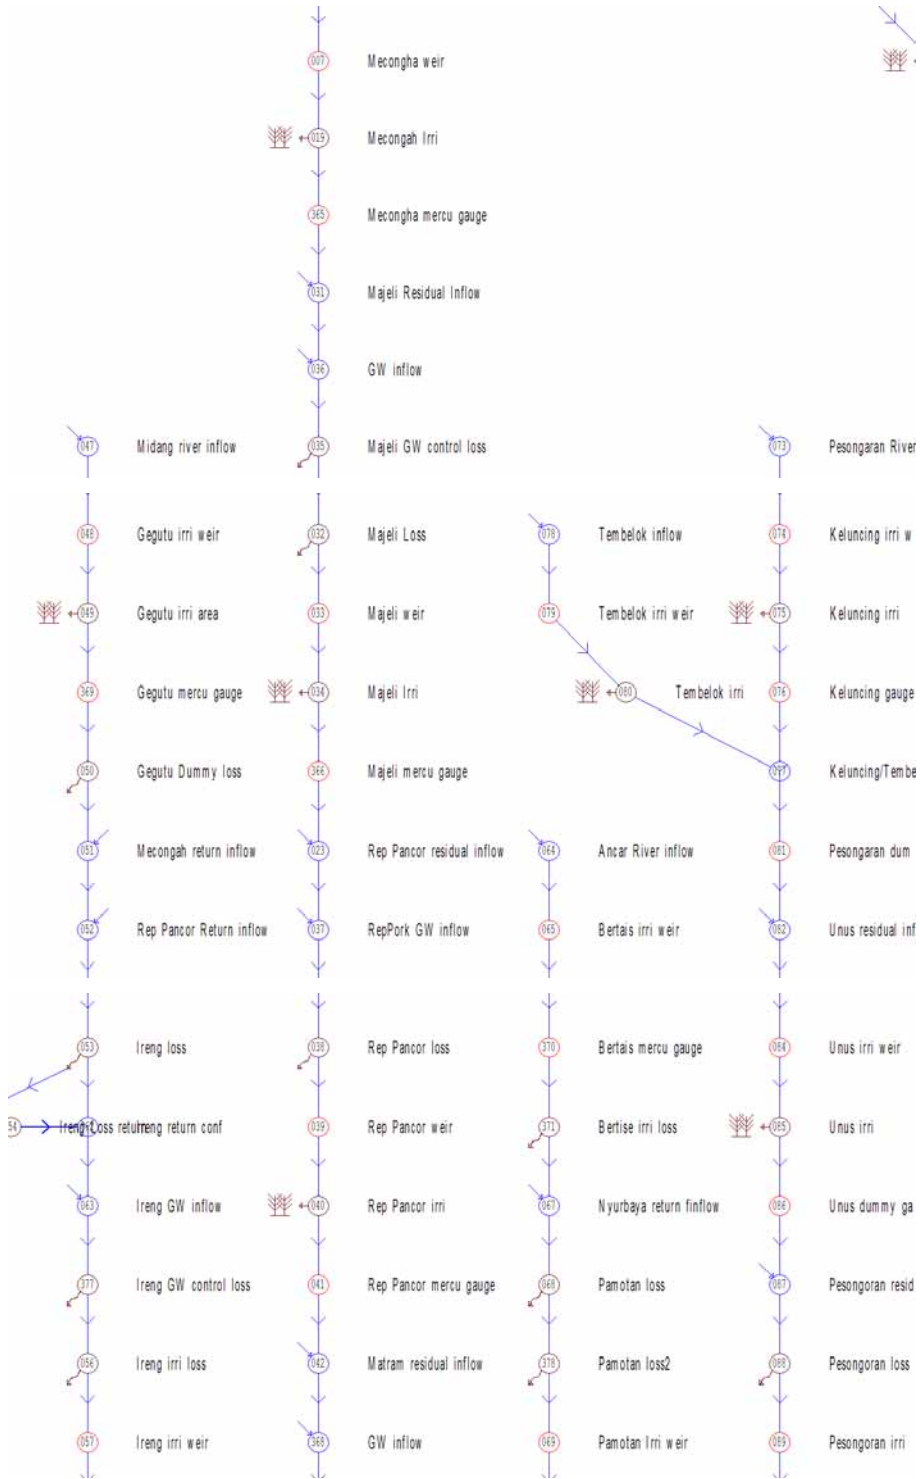 007 Mecongha weir
029 Mecongah Irri
365 Mecongha mercu gauge
031 Majeli Residual Inflow
036 GW inflow
047 Midang river inflow 035 Majeli GW control loss 073 Pesongaran River
048 Gegutu irri weir 032 Majeli Loss 078 Tembelok inflow 074 Keluncing irri w
049 Gegutu irri area 033 Majeli weir 079 Tembelok irri weir 075 Keluncing irri
369 Gegutu mercu gauge 034 Majeli Irri 080 Tembelok irri 076 Keluncing gauge
050 Gegutu Dummy loss 366 Majeli mercu gauge Keluncing/Tembe
051 Mecongah return inflow 023 Rep Pancor residual inflow 064 Ancar River inflow 081 Pesongaran dum
052 Rep Pancor Return inflow 037 RepPork GW inflow 065 Bertais irri weir 082 Unus residual inf
053 Ireng loss 038 Rep Pancor loss 370 Bertais mercu gauge 084 Unus irri weir
54 Ireng Loss return Ireng return conf 039 Rep Pancor weir 371 Bertise irri loss 085 Unus irri
063 Ireng GW inflow 040 Rep Pancor irri 067 Nyurbaya return finflow 086 Unus dummy ga
377 Ireng GW control loss 041 Rep Pancor mercu gauge 068 Pamotan loss 087 Pesongoran resid
056 Ireng irri loss 042 Matram residual inflow 378 Pamotan loss2 088 Pesongoran loss
057 Ireng irri weir 368 GW inflow 069 Pamotan Irri weir 089 Pesongoran irri